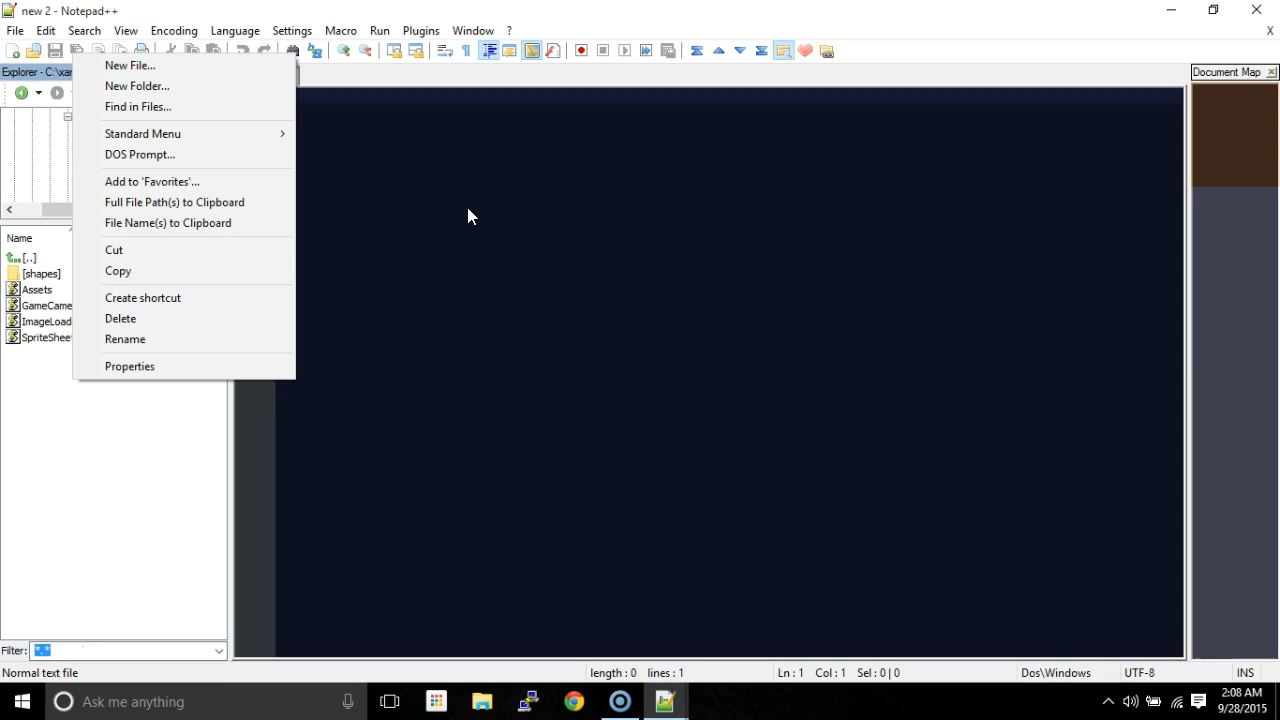 new 2 - Notepad++
File Edit Search View Encoding Language Settings Macro Run Plugins Window ? X
Explorer - C:\xar
Document Map
New File...
New Folder...
Find in Files...
Standard Menu
DOS Prompt...
Add to 'Favorites'...
Full File Path(s) to Clipboard
File Name(s) to Clipboard
Cut
Copy
Create shortcut
Delete
Rename
Properties
Name
[..]
[shapes]
Assets
GameCame
ImageLoad
SpriteShee
Filter: *.*
Normal text file length : 0 lines : 1 Ln : 1 Col : 1 Sel : 0 | 0 Dos\Windows UTF-8 INS
Ask me anything
2:08 AM
9/28/2015